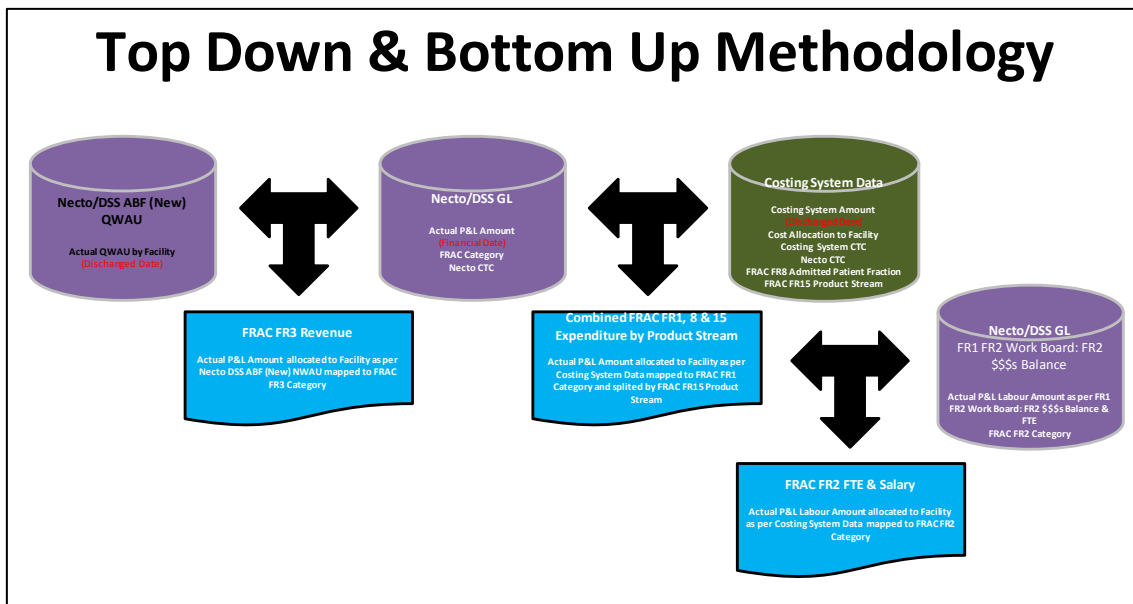 Top Down & Bottom Up Methodology
Necto/DSS ABF (New)
QWAU
Actual QWAU by Facility
(Discharged Date)
Necto/DSS GL
Actual P&L Amount
(Financial Date)
FRAC Category
Necto CTC
Costing System Data
Costing System Amount
(Discharged Date)
Cost Allocation to Facility
Costing System CTC
Necto CTC
FRAC FR8 Admitted Patient Fraction
FRAC FR15 Product Stream
FRAC FR3 Revenue
Actual P&L Amount allocated to Facility as per
Necto DSS ABF (New) NWAU mapped to FRAC
FR3 Category
Combined FRAC FR1, 8 & 15
Expenditure by Product Stream
Actual P&L Amount allocated to Facility as per
Costing System Data mapped to FRAC FR1
Category and splited by FRAC FR15 Product
Stream
Necto/DSS GL
FR1 FR2 Work Board: FR2
$$$s Balance
Actual P&L Labour Amount as per FR1
FR2 Work Board: FR2 $$$s Balance &
FTE
FRAC FR2 Category
FRAC FR2 FTE & Salary
Actual P&L Labour Amount allocated to Facility
as per Costing System Data mapped to FRAC FR2
Category